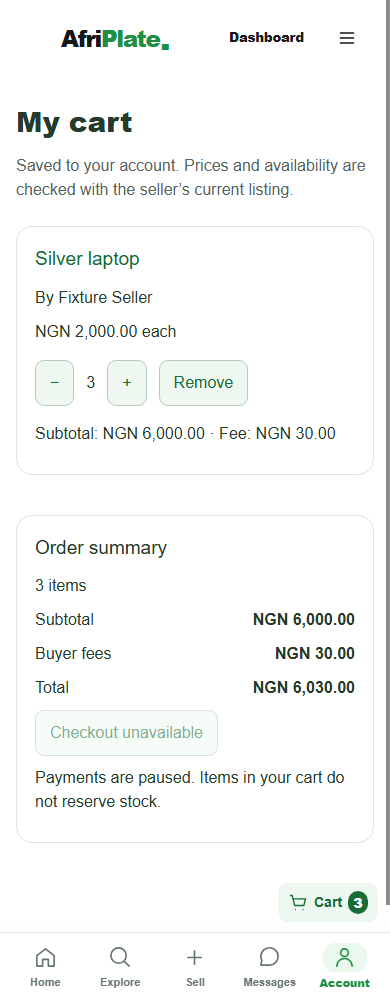 AfriPlate.
Dashboard
My cart
Saved to your account. Prices and availability are
checked with the seller’s current listing.
Silver laptop
By Fixture Seller
NGN 2,000.00 each
− 3 + Remove
Subtotal: NGN 6,000.00 · Fee: NGN 30.00
Order summary
3 items
Subtotal NGN 6,000.00
Buyer fees NGN 30.00
Total NGN 6,030.00
Checkout unavailable
Payments are paused. Items in your cart do
not reserve stock.
Cart 3
Home Explore Sell Messages Account